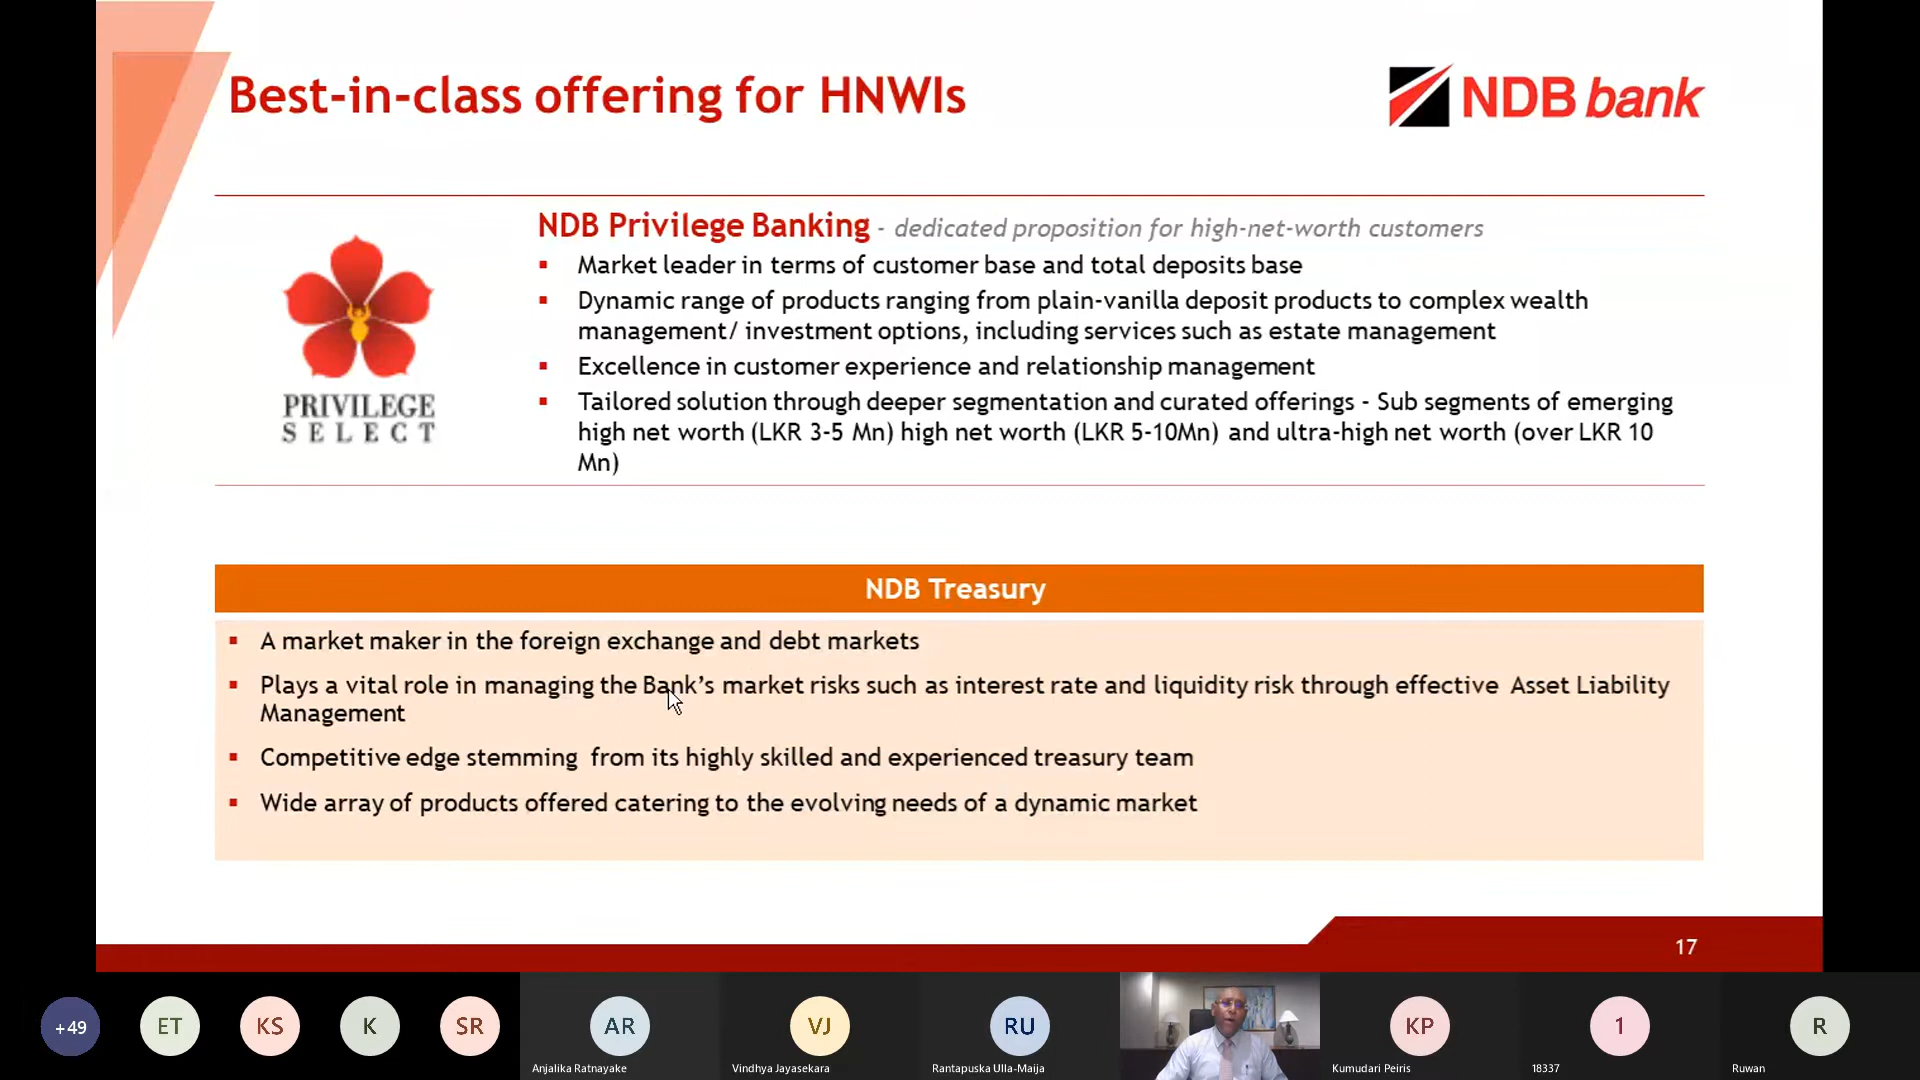 Best-in-class offering for HNWIs
NDB bank
NDB Privilege Banking - dedicated proposition for high-net-worth customers
▪ Market leader in terms of customer base and total deposits base
▪ Dynamic range of products ranging from plain-vanilla deposit products to complex wealth
management/ investment options, including services such as estate management
▪ Excellence in customer experience and relationship management
▪ Tailored solution through deeper segmentation and curated offerings - Sub segments of emerging
high net worth (LKR 3-5 Mn) high net worth (LKR 5-10Mn) and ultra-high net worth (over LKR 10
Mn)
PRIVILEGE
SELECT
NDB Treasury
▪ A market maker in the foreign exchange and debt markets
▪ Plays a vital role in managing the Bank’s market risks such as interest rate and liquidity risk through effective Asset Liability
Management
▪ Competitive edge stemming from its highly skilled and experienced treasury team
▪ Wide array of products offered catering to the evolving needs of a dynamic market
17
+49
ET
KS
K
SR
AR
VJ
RU
KP
1
R
Anjalika Ratnayake
Vindhya Jayasekara
Rantapuska Ulla-Maija
Kumudari Peiris
18337
Ruwan